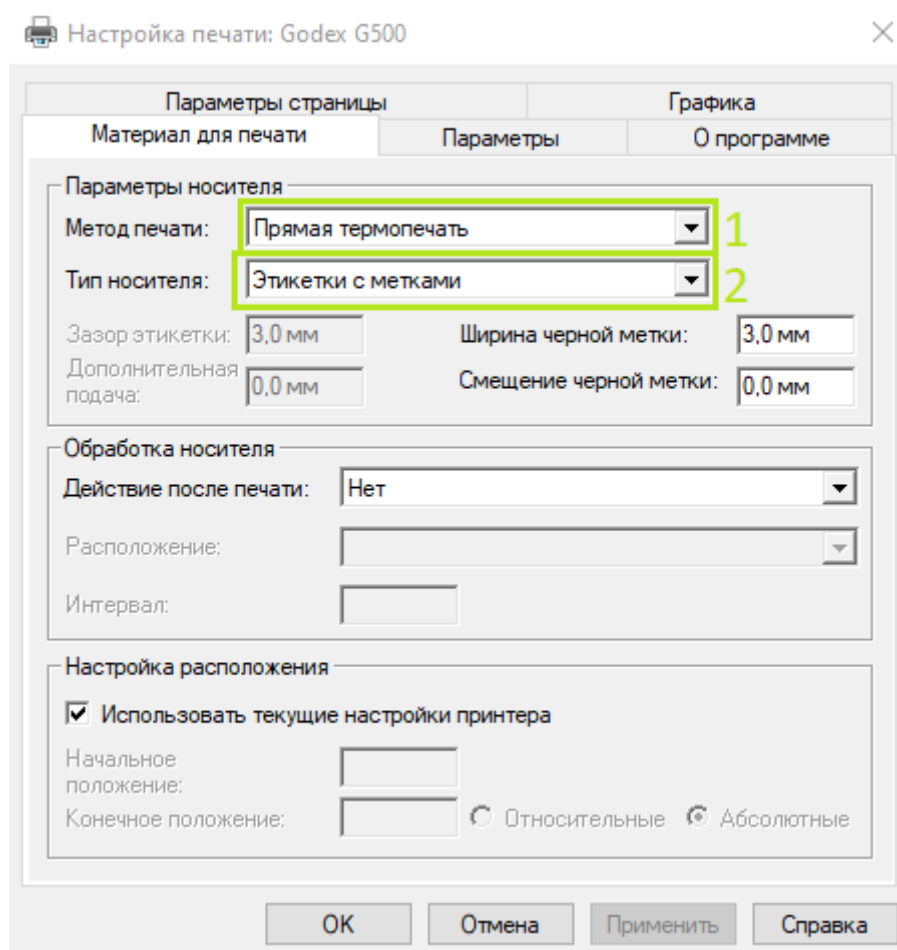 Настройка печати: Godex G500
Параметры страницы Графика
Материал для печати Параметры О программе
Параметры носителя
Метод печати: Прямая термопечать 1
Тип носителя: Этикетки с метками 2
Зазор этикетки: 3,0 мм Ширина черной метки: 3,0 мм
Дополнительная
подача: 0,0 мм Смещение черной метки: 0,0 мм
Обработка носителя
Действие после печати: Нет
Расположение:
Интервал:
Настройка расположения
Использовать текущие настройки принтера
Начальное
положение:
Конечное положение: Относительные Абсолютные
OK Отмена Применить Справка